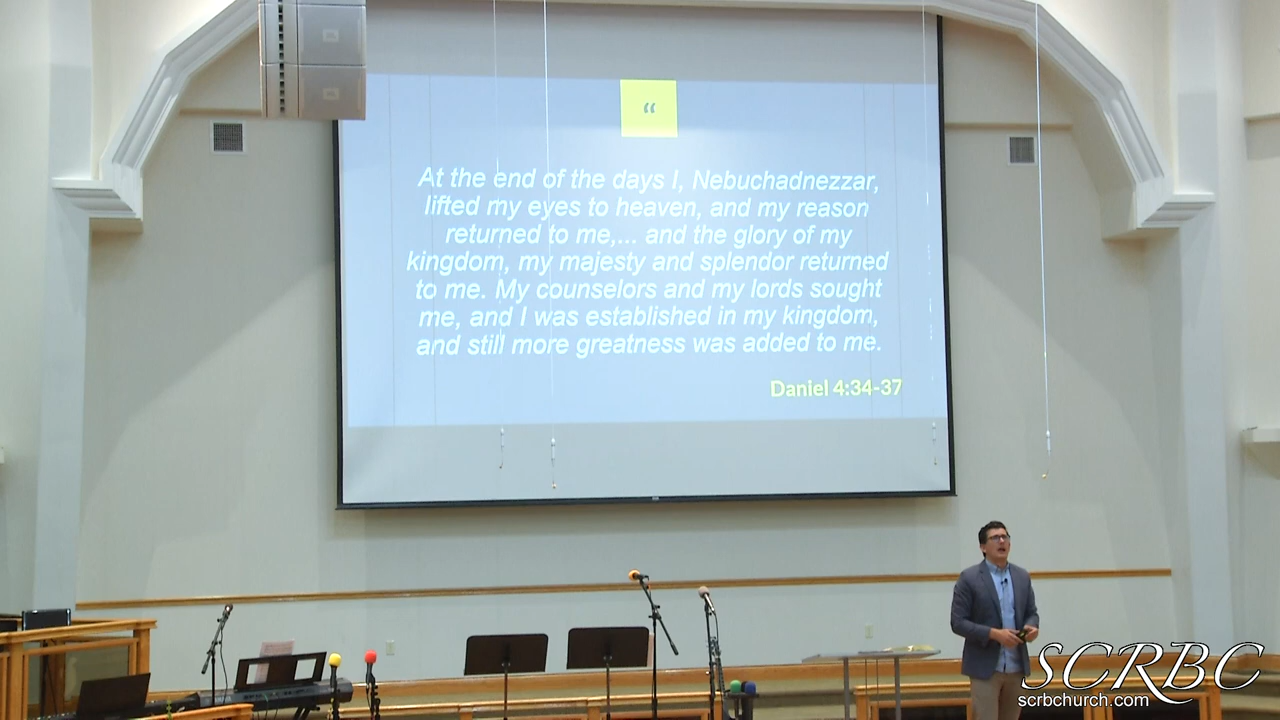 “
At the end of the days I, Nebuchadnezzar,
lifted my eyes to heaven, and my reason
returned to me,... and the glory of my
kingdom, my majesty and splendor returned
to me. My counselors and my lords sought
me, and I was established in my kingdom,
and still more greatness was added to me.
Daniel 4:34-37
SCRBC
scrbchurch.com